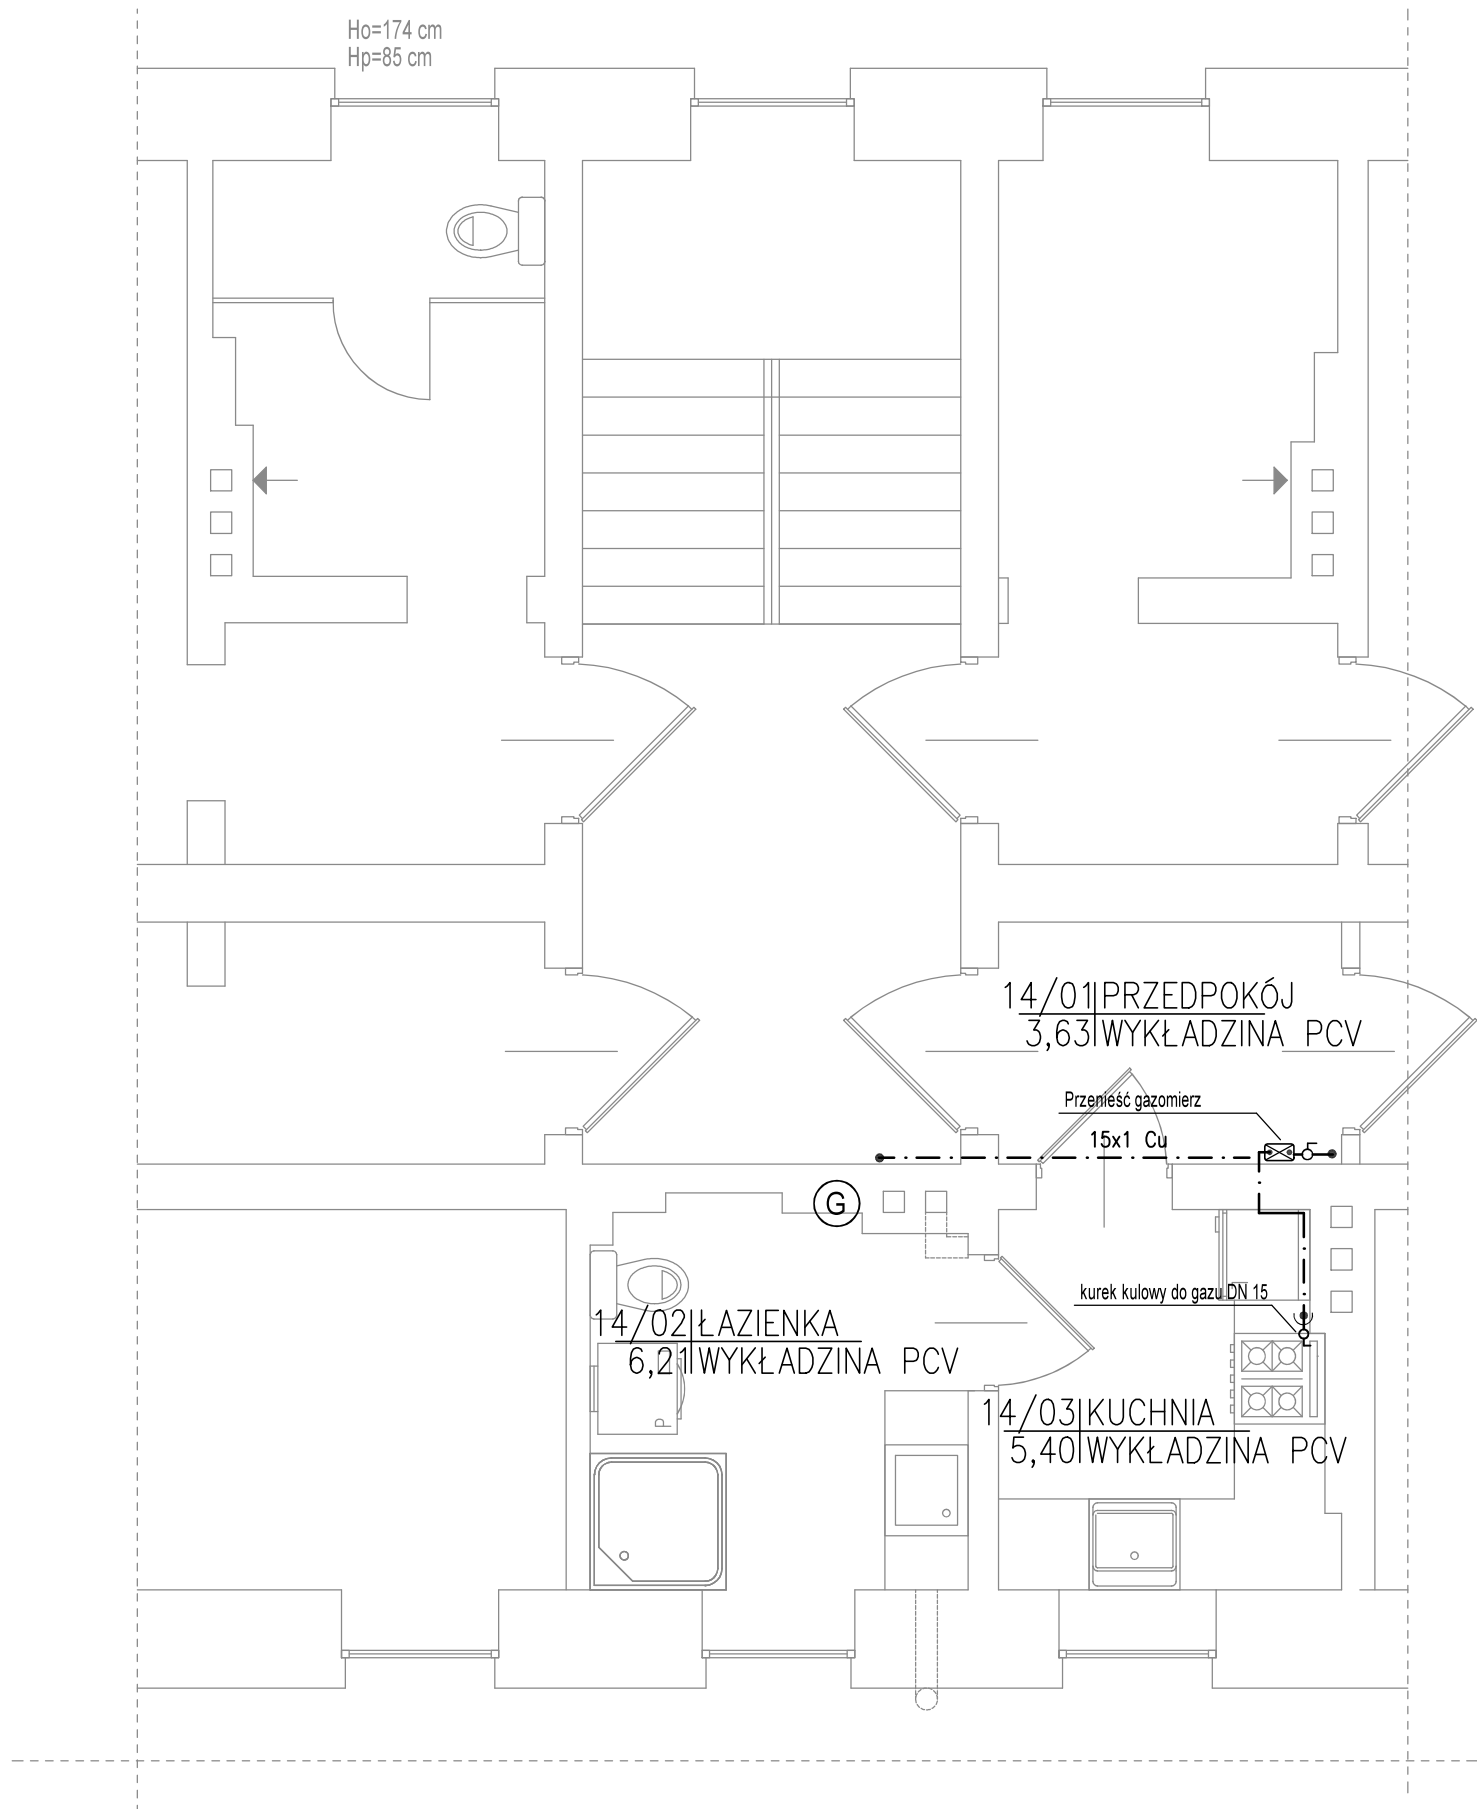 Ho=174 cm
Hp=85 cm
14/01 PRZEDPOKÓJ
3,63 WYKŁADZINA PCV
Przenieść gazomierz
15x1 Cu
G
kurek kulowy do gazu DN 15
14/02 ŁAZIENKA
6,21 WYKŁADZINA PCV
P
14/03 KUCHNIA
5,40 WYKŁADZINA PCV